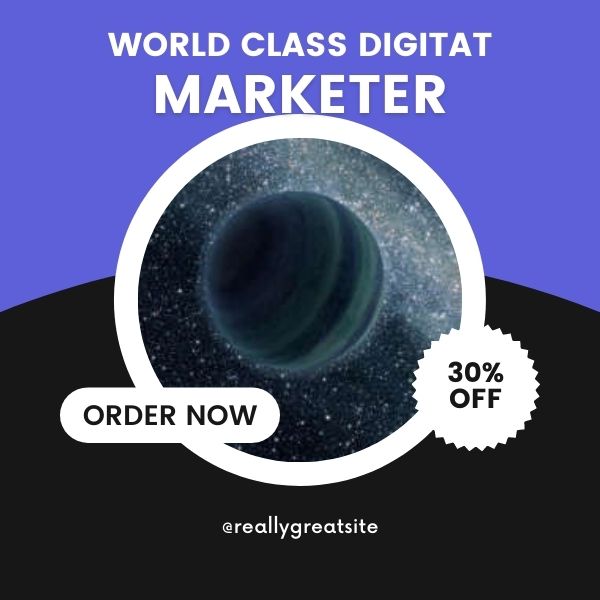 WORLD CLASS DIGITAT
MARKETER
30%
OFF
ORDER NOW
@reallygreatsite